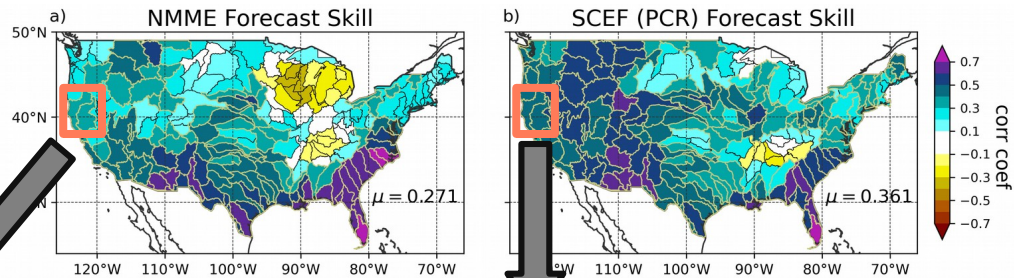 a) NMME Forecast Skill
b) SCEF (PCR) Forecast Skill
50°N
40°N
N
μ = 0.271
μ = 0.361
120°W 110°W 100°W 90°W 80°W 70°W
°W 110°W 100°W 90°W 80°W 70°W
0.7
0.5
0.3
0.1
−0.1
−0.3
−0.5
−0.7
corr coef